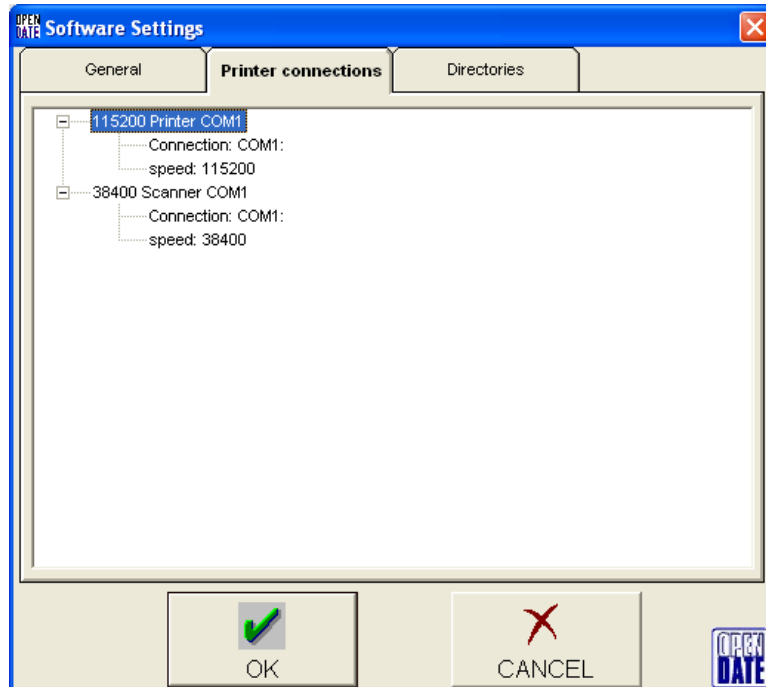 OPEN
DATE Software Settings
General Printer connections Directories
115200 Printer COM1
Connection: COM1:
speed: 115200
38400 Scanner COM1
Connection: COM1:
speed: 38400
OK CANCEL
OPEN
DATE